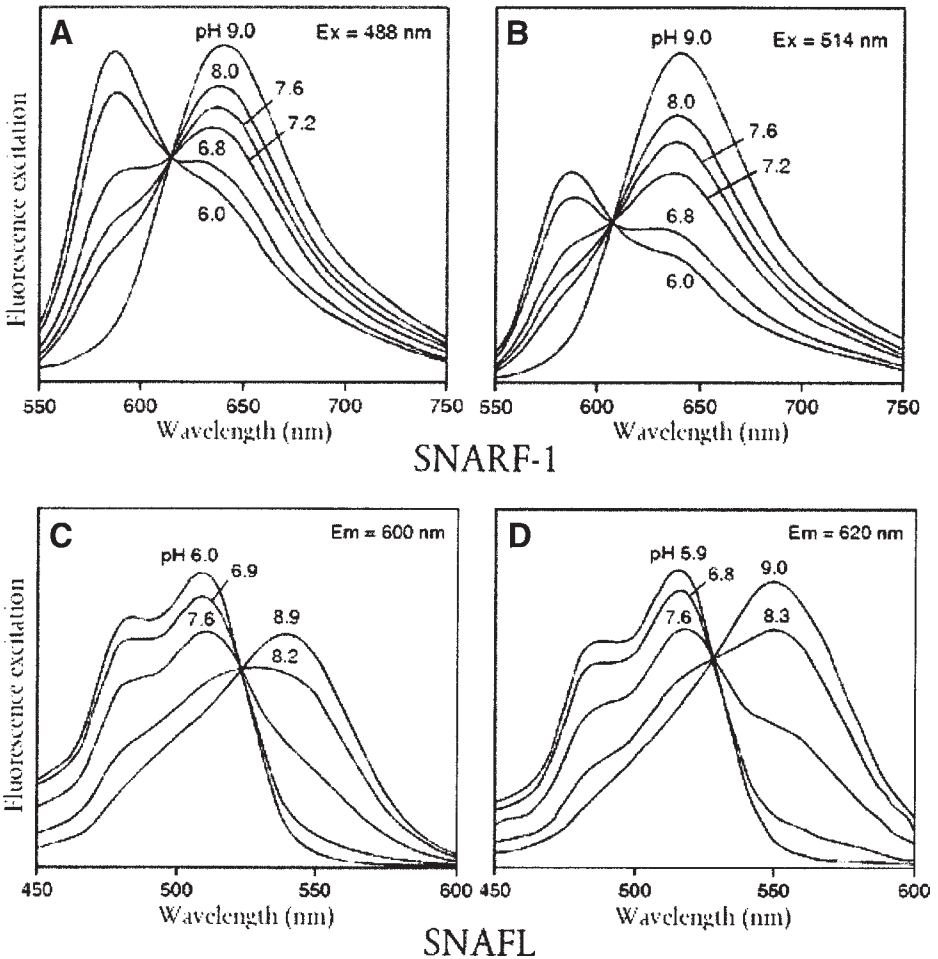 A
pH 9.0
Ex = 488 nm
8.0
7.6
7.2
6.8
6.0
Fluorescence excitation
550 600 650 700 750
Wavelength (nm)
B
pH 9.0
Ex = 514 nm
8.0
7.6
7.2
6.8
6.0
550 600 650 700 750
Wavelength (nm)
SNARF-1
C
Em = 600 nm
pH 6.0
6.9
7.6
8.9
8.2
Fluorescence excitation
450 500 550 600
Wavelength (nm)
D
Em = 620 nm
pH 5.9
6.8
7.6
9.0
8.3
450 500 550 600
Wavelength (nm)
SNAFL